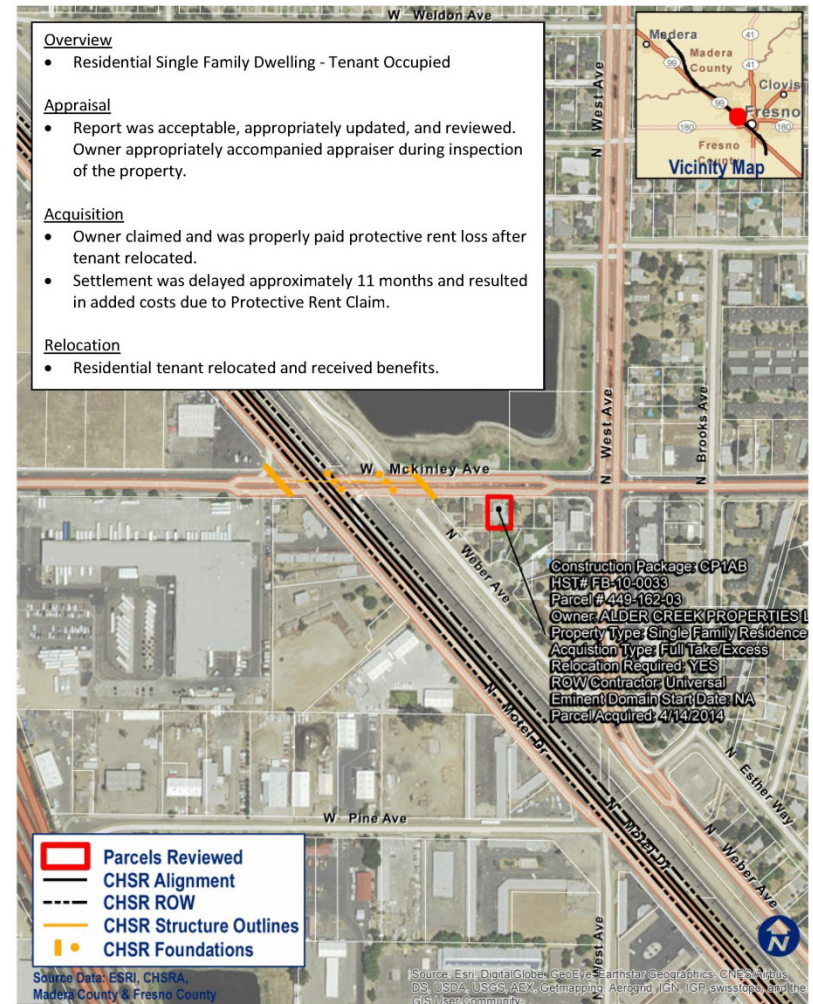 W Weldon Ave
Overview
• Residential Single Family Dwelling - Tenant Occupied
Appraisal
• Report was acceptable, appropriately updated, and reviewed.
Owner appropriately accompanied appraiser during inspection
of the property.
Acquisition
• Owner claimed and was properly paid protective rent loss after
tenant relocated.
• Settlement was delayed approximately 11 months and resulted
in added costs due to Protective Rent Claim.
Relocation
• Residential tenant relocated and received benefits.
Madera
41
Madera
County
99
41
Clovis
99
Fresno
180
180
Fresno
County
Vicinity Map
N West Ave
N West Ave
N Brooks Ave
W Mckinley Ave
N Weber Ave
Construction Package: CP1AB
HST# FB-10-0033
Parcel # 449-162-03
Owner: ALDER CREEK PROPERTIES L
Property Type: Single Family Residence
Acquistion Type: Full Take/Excess
Relocation Required: YES
ROW Contractor: Universal
Eminent Domain Start Date: NA
Parcel Acquired: 4/14/2014
N Motel Dr
N Motel Dr
N Esther Way
N Weber Ave
W Pine Ave
N West Ave
Parcels Reviewed
CHSR Alignment
CHSR ROW
CHSR Structure Outlines
CHSR Foundations
N
Source Data: ESRI, CHSRA,
Madera County & Fresno County
Source: Esri, DigitalGlobe, GeoEye, Earthstar Geographics, CNES/Airbus
DS, USDA, USGS, AEX, Getmapping, Aerogrid, IGN, IGP, swisstopo, and the
GIS User Community